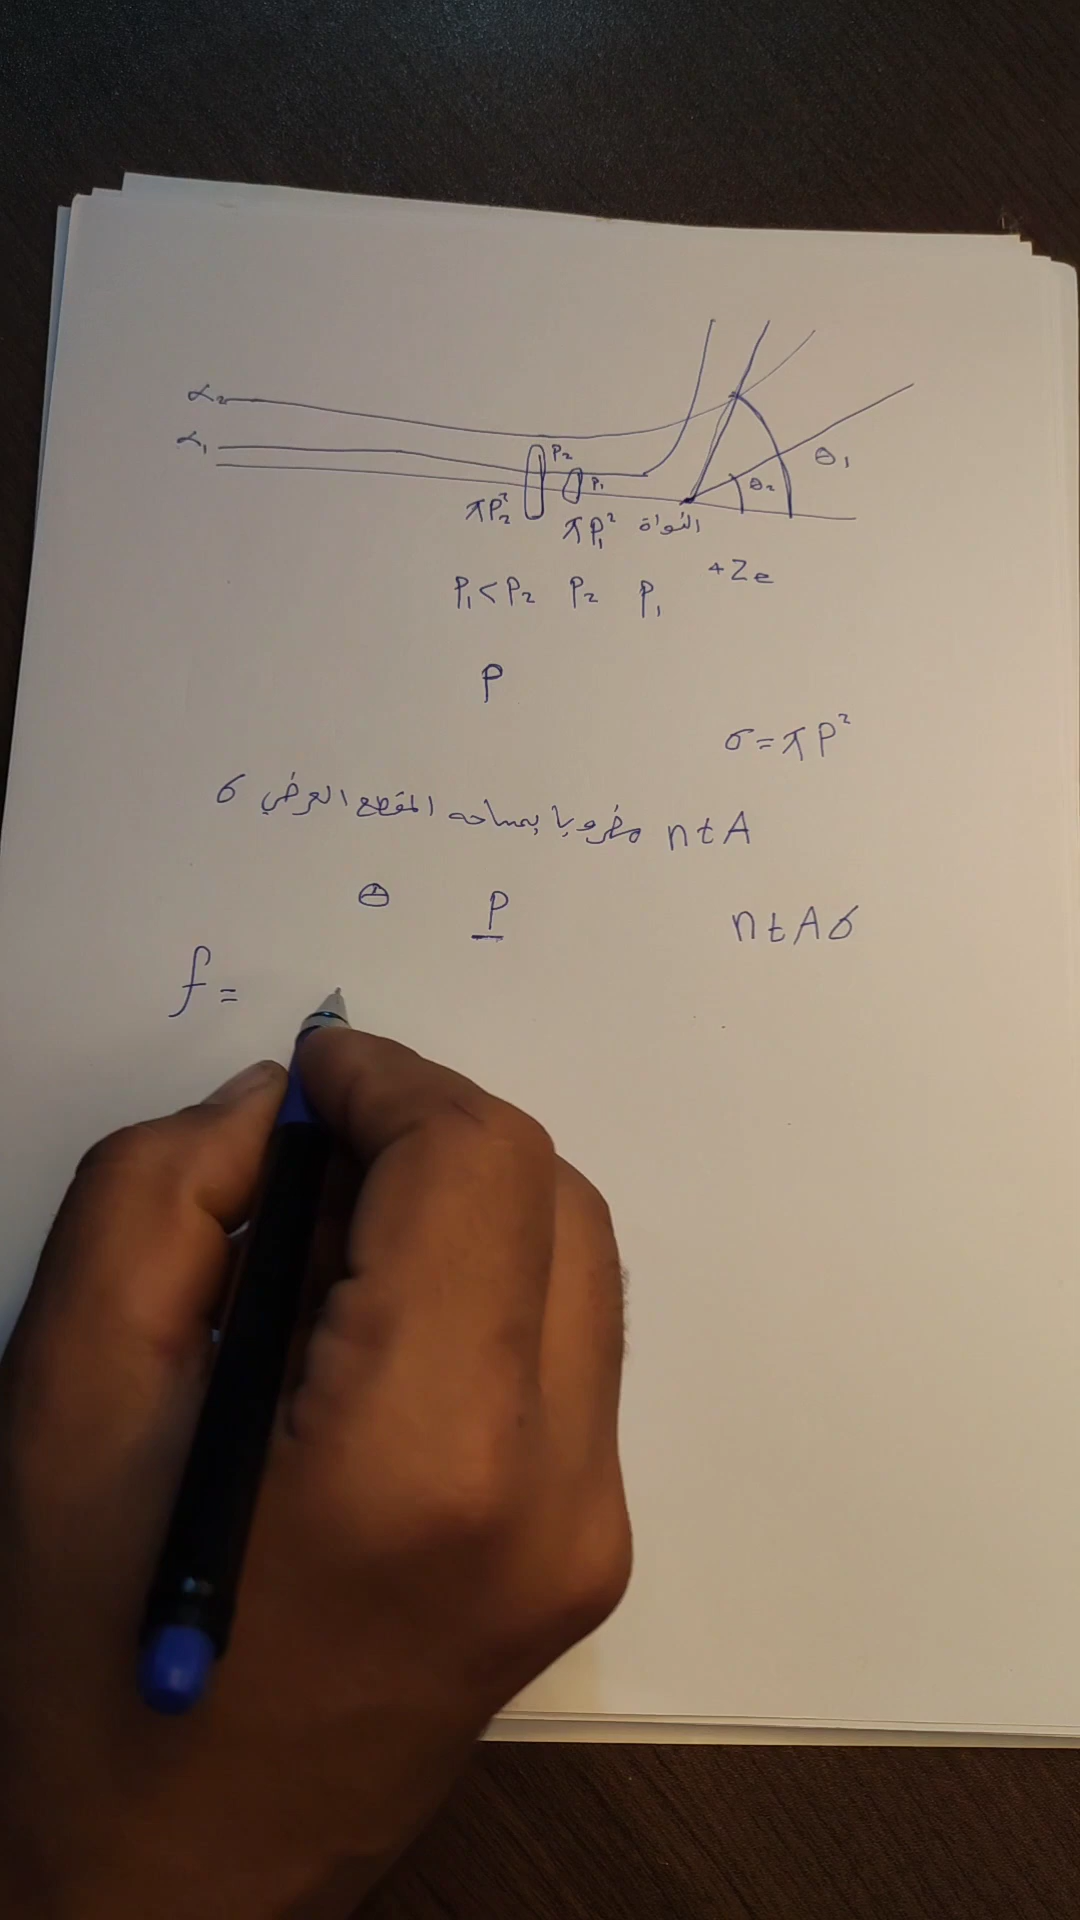 α₂
α₁
P₂
P₁
θ₁
θ₂
πP₂²
πP₁²
النواة
+Ze
P₁<P₂ P₂ P₁
P
σ=πP²
ntA مضروبا بمساحه المقطع العرضي σ
θ P
ntAσ
f=